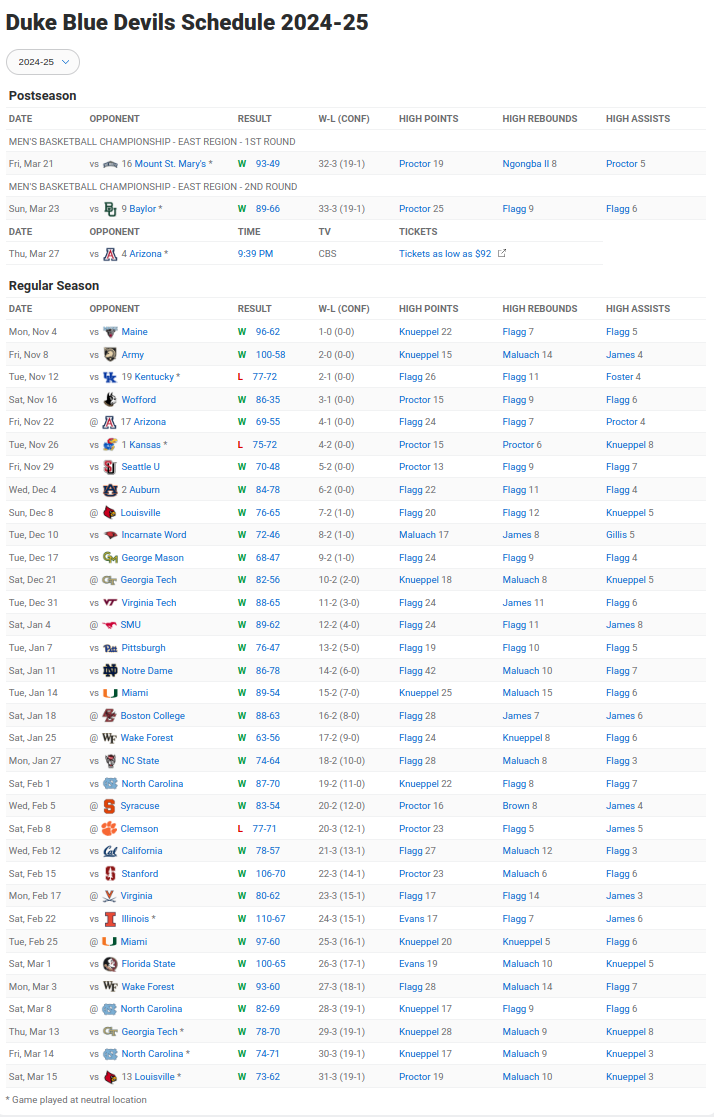 Duke Blue Devils Schedule 2024-25
2024-25
Postseason
DATE OPPONENT RESULT W-L (CONF) HIGH POINTS HIGH REBOUNDS HIGH ASSISTS
MEN'S BASKETBALL CHAMPIONSHIP - EAST REGION - 1ST ROUND
Fri, Mar 21 vs 16 Mount St. Mary's * W 93-49 32-3 (19-1) Proctor 19 Ngongba II 8 Proctor 5
MEN'S BASKETBALL CHAMPIONSHIP - EAST REGION - 2ND ROUND
Sun, Mar 23 vs 9 Baylor * W 89-66 33-3 (19-1) Proctor 25 Flagg 9 Flagg 6
DATE OPPONENT TIME TV TICKETS
Thu, Mar 27 vs 4 Arizona * 9:39 PM CBS Tickets as low as $92
Regular Season
DATE OPPONENT RESULT W-L (CONF) HIGH POINTS HIGH REBOUNDS HIGH ASSISTS
Mon, Nov 4 vs Maine W 96-62 1-0 (0-0) Knueppel 22 Flagg 7 Flagg 5
Fri, Nov 8 vs Army W 100-58 2-0 (0-0) Knueppel 15 Maluach 14 James 4
Tue, Nov 12 vs 19 Kentucky * L 77-72 2-1 (0-0) Flagg 26 Flagg 11 Foster 4
Sat, Nov 16 vs Wofford W 86-35 3-1 (0-0) Proctor 15 Flagg 9 Flagg 6
Fri, Nov 22 @ 17 Arizona W 69-55 4-1 (0-0) Flagg 24 Flagg 7 Proctor 4
Tue, Nov 26 vs 1 Kansas * L 75-72 4-2 (0-0) Proctor 15 Proctor 6 Knueppel 8
Fri, Nov 29 vs Seattle U W 70-48 5-2 (0-0) Proctor 13 Flagg 9 Flagg 7
Wed, Dec 4 vs 2 Auburn W 84-78 6-2 (0-0) Flagg 22 Flagg 11 Flagg 4
Sun, Dec 8 @ Louisville W 76-65 7-2 (1-0) Flagg 20 Flagg 12 Knueppel 5
Tue, Dec 10 vs Incarnate Word W 72-46 8-2 (1-0) Maluach 17 James 8 Gillis 5
Tue, Dec 17 vs George Mason W 68-47 9-2 (1-0) Flagg 24 Flagg 9 Flagg 4
Sat, Dec 21 @ Georgia Tech W 82-56 10-2 (2-0) Knueppel 18 Maluach 8 Knueppel 5
Tue, Dec 31 vs Virginia Tech W 88-65 11-2 (3-0) Flagg 24 James 11 Flagg 6
Sat, Jan 4 @ SMU W 89-62 12-2 (4-0) Flagg 24 Flagg 11 James 8
Tue, Jan 7 vs Pittsburgh W 76-47 13-2 (5-0) Flagg 19 Flagg 10 Flagg 5
Sat, Jan 11 vs Notre Dame W 86-78 14-2 (6-0) Flagg 42 Maluach 10 Flagg 7
Tue, Jan 14 vs Miami W 89-54 15-2 (7-0) Knueppel 25 Maluach 15 Flagg 6
Sat, Jan 18 @ Boston College W 88-63 16-2 (8-0) Flagg 28 James 7 James 6
Sat, Jan 25 @ Wake Forest W 63-56 17-2 (9-0) Flagg 24 Knueppel 8 Flagg 6
Mon, Jan 27 vs NC State W 74-64 18-2 (10-0) Flagg 28 Maluach 8 Flagg 3
Sat, Feb 1 vs North Carolina W 87-70 19-2 (11-0) Knueppel 22 Flagg 8 Flagg 7
Wed, Feb 5 @ Syracuse W 83-54 20-2 (12-0) Proctor 16 Brown 8 James 4
Sat, Feb 8 @ Clemson L 77-71 20-3 (12-1) Proctor 23 Flagg 5 James 5
Wed, Feb 12 vs California W 78-57 21-3 (13-1) Flagg 27 Maluach 12 Flagg 3
Sat, Feb 15 vs Stanford W 106-70 22-3 (14-1) Proctor 23 Maluach 6 Flagg 6
Mon, Feb 17 @ Virginia W 80-62 23-3 (15-1) Flagg 17 Flagg 14 James 3
Sat, Feb 22 vs Illinois * W 110-67 24-3 (15-1) Evans 17 Flagg 7 James 6
Tue, Feb 25 @ Miami W 97-60 25-3 (16-1) Knueppel 20 Knueppel 5 Flagg 6
Sat, Mar 1 vs Florida State W 100-65 26-3 (17-1) Evans 19 Maluach 10 Knueppel 5
Mon, Mar 3 vs Wake Forest W 93-60 27-3 (18-1) Flagg 28 Maluach 14 Flagg 7
Sat, Mar 8 @ North Carolina W 82-69 28-3 (19-1) Knueppel 17 Flagg 9 Flagg 6
Thu, Mar 13 vs Georgia Tech * W 78-70 29-3 (19-1) Knueppel 28 Maluach 9 Knueppel 8
Fri, Mar 14 vs North Carolina * W 74-71 30-3 (19-1) Knueppel 17 Maluach 9 Knueppel 3
Sat, Mar 15 vs 13 Louisville * W 73-62 31-3 (19-1) Proctor 19 Maluach 10 Knueppel 3
* Game played at neutral location